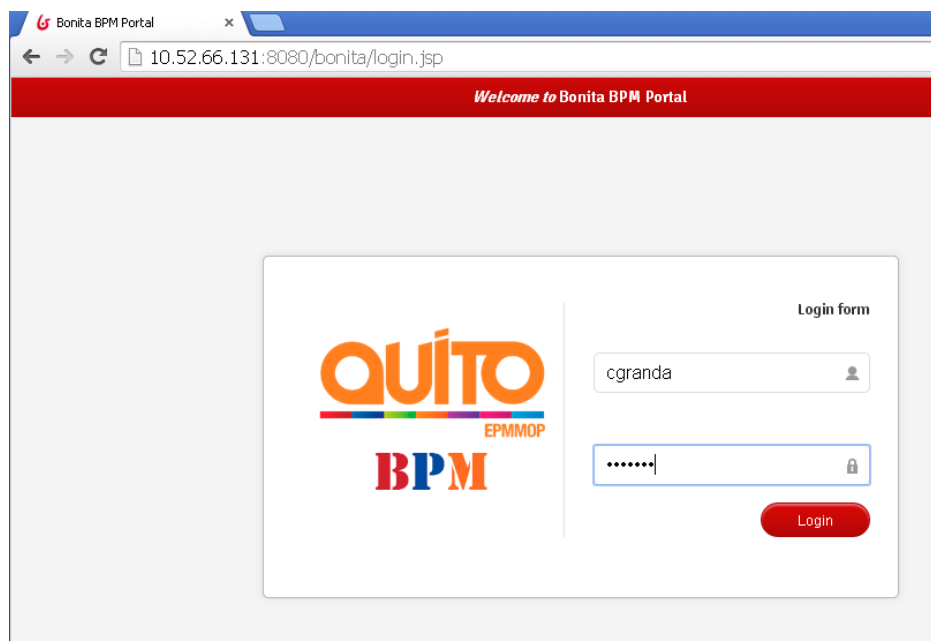 Bonita BPM Portal
10.52.66.131:8080/bonita/login.jsp
Welcome to Bonita BPM Portal
Login form
QUITO
EPMMOP
BPM
cgranda
•••••••
Login